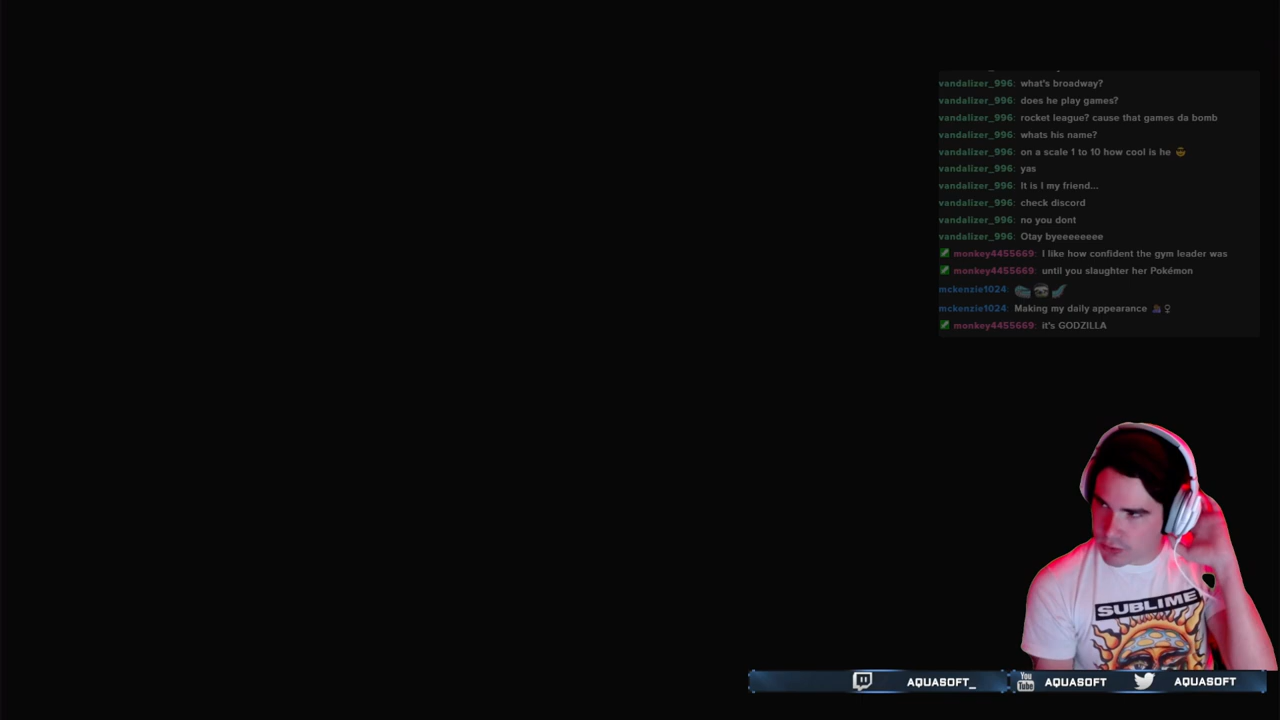 vandalizer_996: what's broadway?
vandalizer_996: does he play games?
vandalizer_996: rocket league? cause that games da bomb
vandalizer_996: whats his name?
vandalizer_996: on a scale 1 to 10 how cool is he 😎
vandalizer_996: yas
vandalizer_996: It is I my friend...
vandalizer_996: check discord
vandalizer_996: no you dont
vandalizer_996: Otay byeeeeeeee
monkey4455669: I like how confident the gym leader was
monkey4455669: until you slaughter her Pokémon
mckenzie1024:
mckenzie1024: Making my daily appearance
monkey4455669: it's GODZILLA
SUBLIME
AQUASOFT_
You Tube AQUASOFT
AQUASOFT